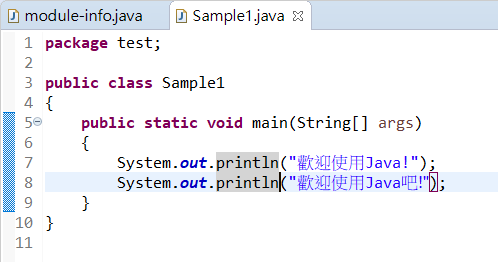 module-info.java Sample1.java
1 package test;
2
3 public class Sample1
4 {
5 public static void main(String[] args)
6 {
7 System.out.println("歡迎使用Java!");
8 System.out.println("歡迎使用Java吧!");
9 }
10 }
11